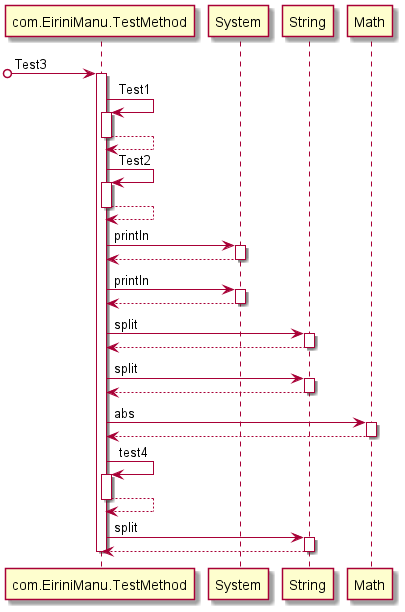 com.EiriniManu.TestMethod System String Math
Test3
Test1
Test2
println
println
split
split
abs
test4
split
com.EiriniManu.TestMethod System String Math